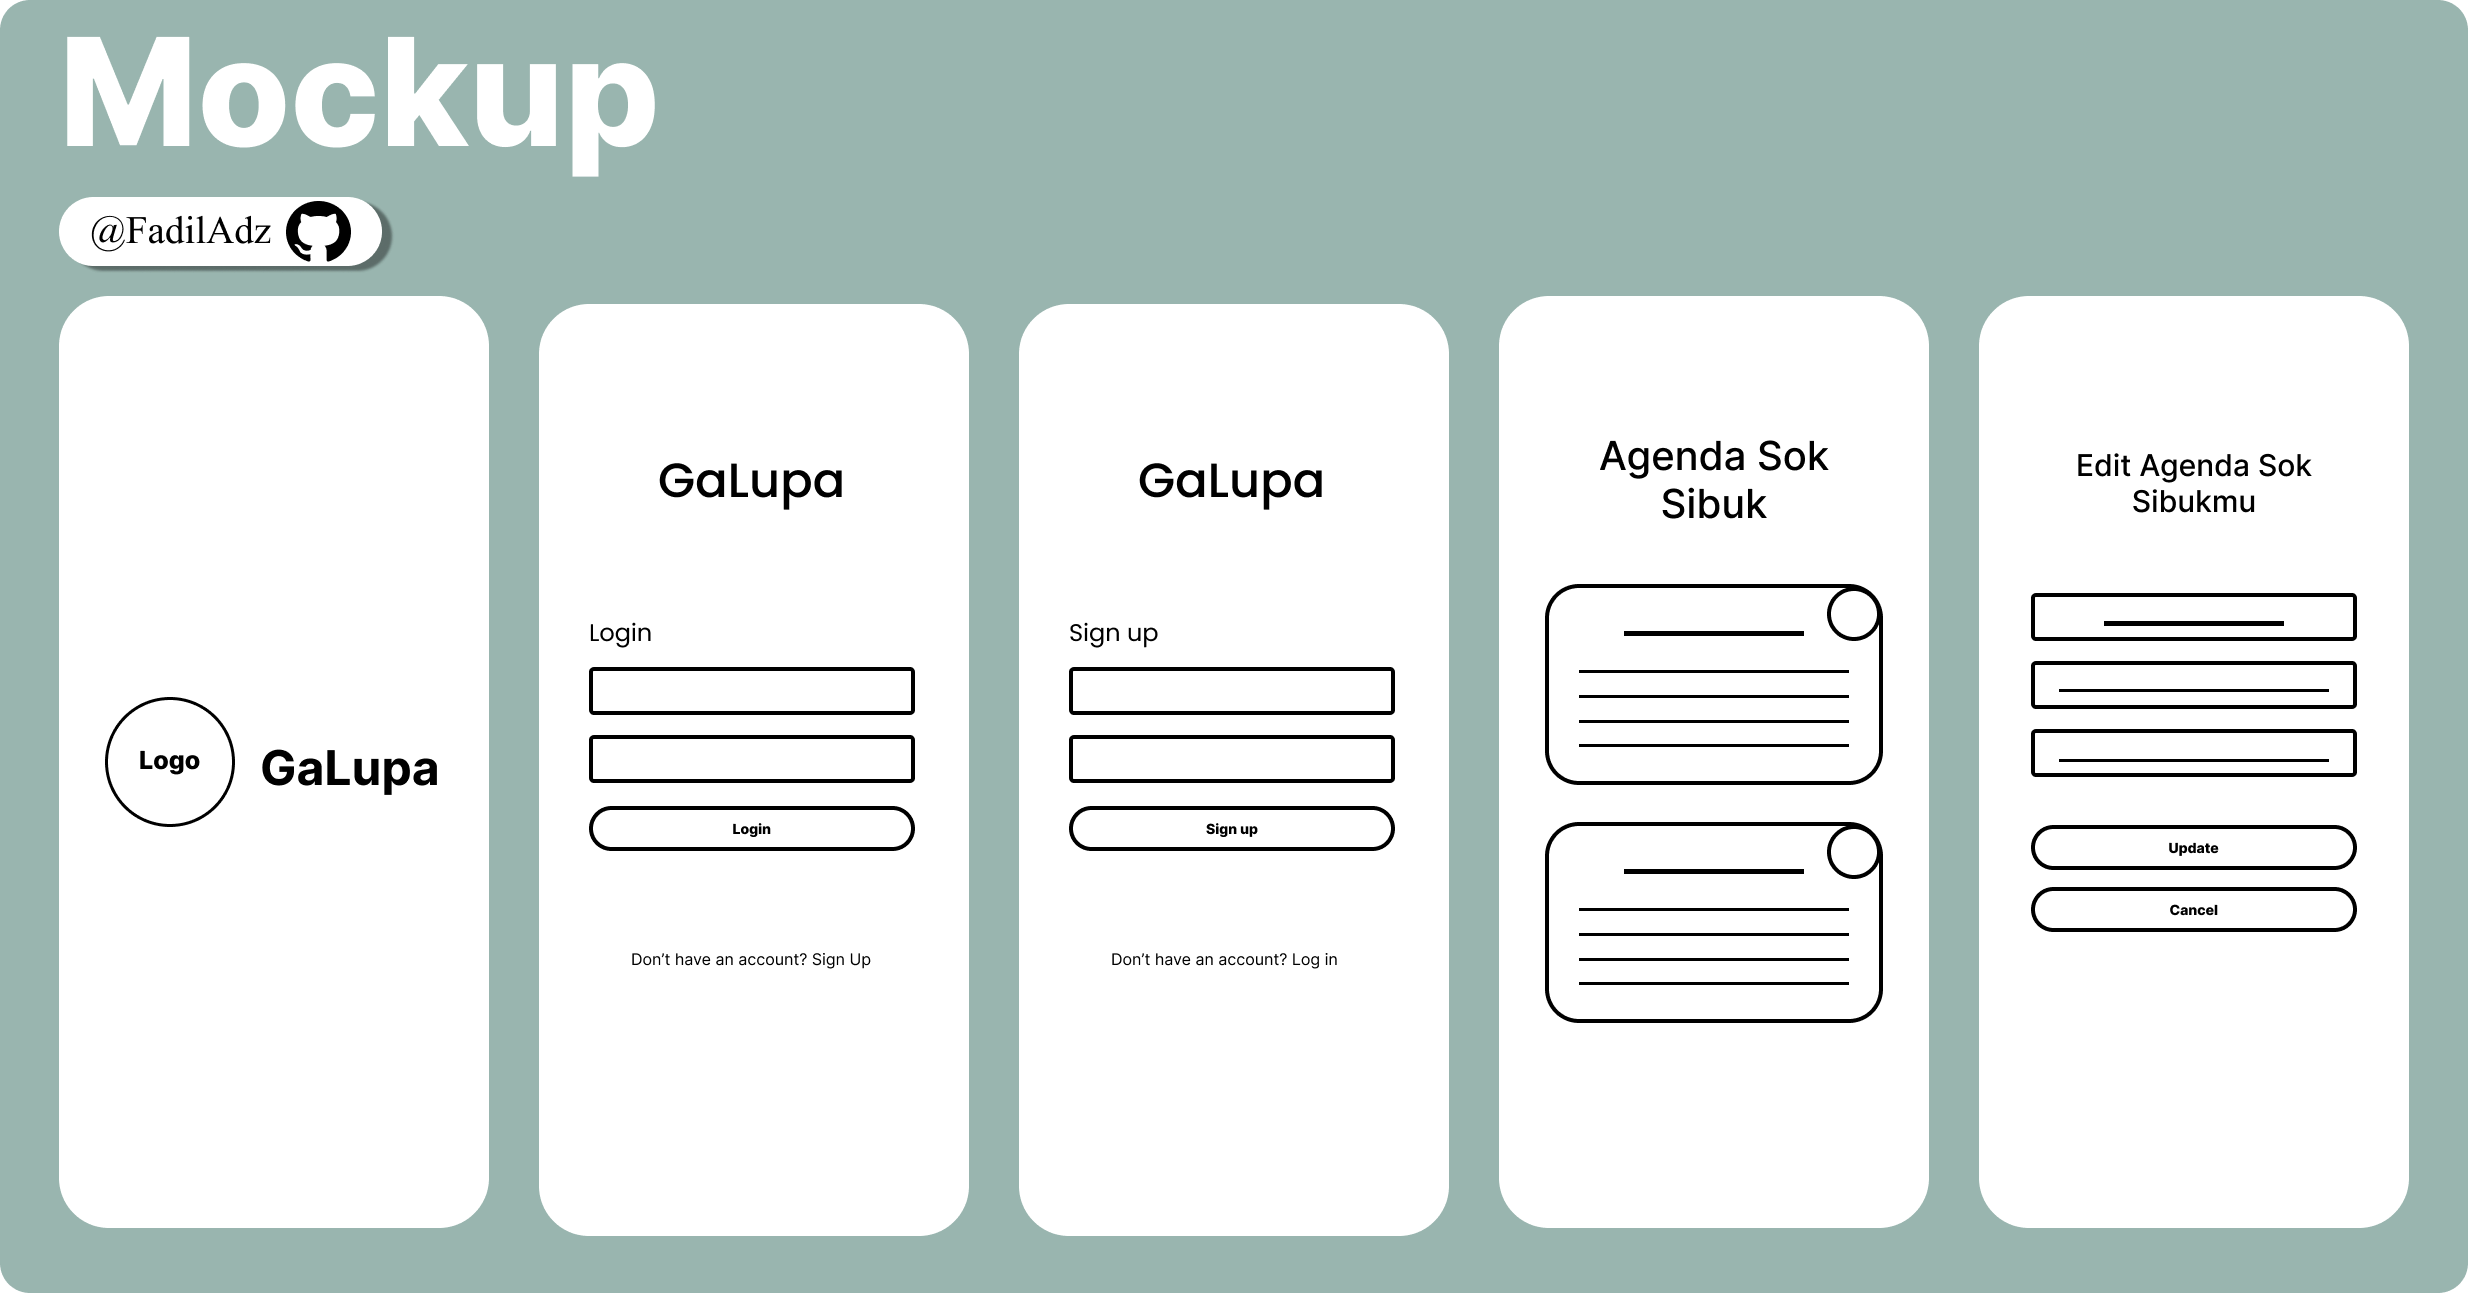 Mockup
@FadilAdz
Logo
GaLupa
GaLupa
Login
Login
Don’t have an account? Sign Up
GaLupa
Sign up
Sign up
Don’t have an account? Log in
Agenda Sok
Sibuk
Edit Agenda Sok
Sibukmu
Update
Cancel